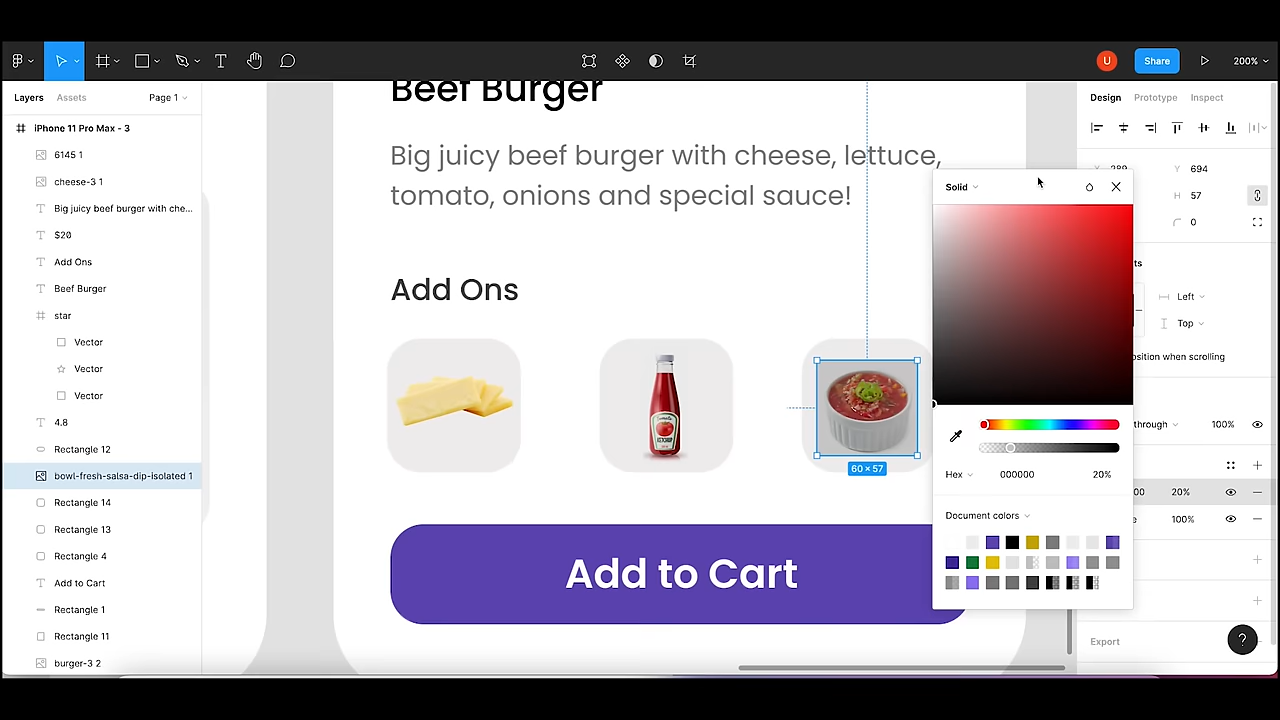 Share
200%
Layers
Assets
Page 1
iPhone 11 Pro Max - 3
6145 1
cheese-3 1
Big juicy beef burger with che...
$20
Add Ons
Beef Burger
star
Vector
Vector
Vector
4.8
Rectangle 12
bowl-fresh-salsa-dip-isolated 1
Rectangle 14
Rectangle 13
Rectangle 4
Add to Cart
Rectangle 1
Rectangle 11
burger-3 2
Beef Burger
Big juicy beef burger with cheese, lettuce,
tomato, onions and special sauce!
Add Ons
60 × 57
Add to Cart
Solid
Hex 000000 20%
Document colors
Design
Prototype
Inspect
Y 694
H 57
0
ts
Left
Top
osition when scrolling
through 100%
00 20%
e 100%
Export
?
U